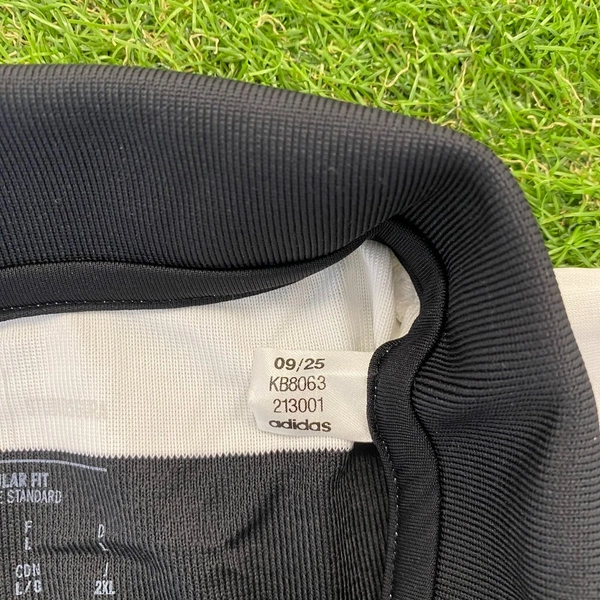 09/25
KB8063
213001
adidas
ULAR FIT
E STANDARD
F D
L L
CDN J
L/G 2XL